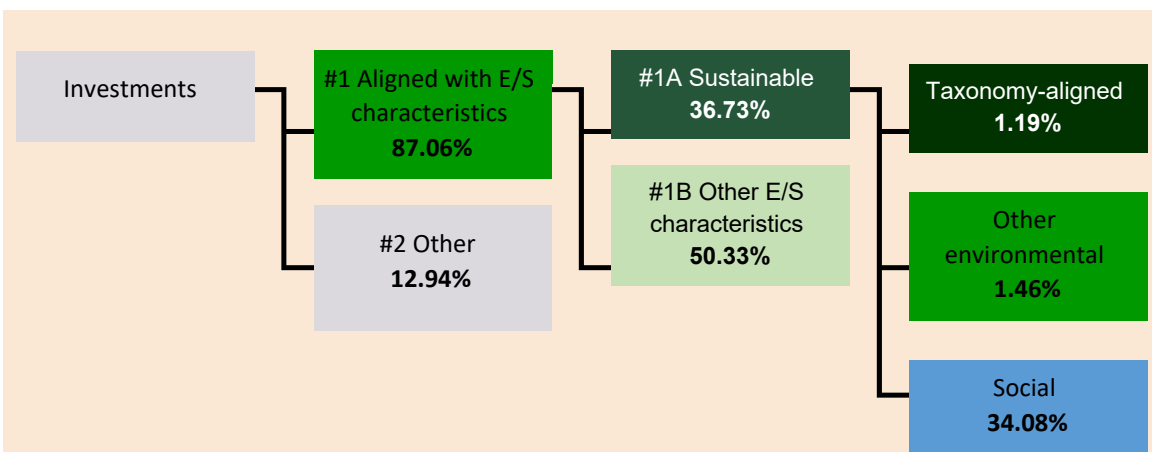 Investments
#1 Aligned with E/S
characteristics
87.06%
#2 Other
12.94%
#1A Sustainable
36.73%
#1B Other E/S
characteristics
50.33%
Taxonomy-aligned
1.19%
Other
environmental
1.46%
Social
34.08%